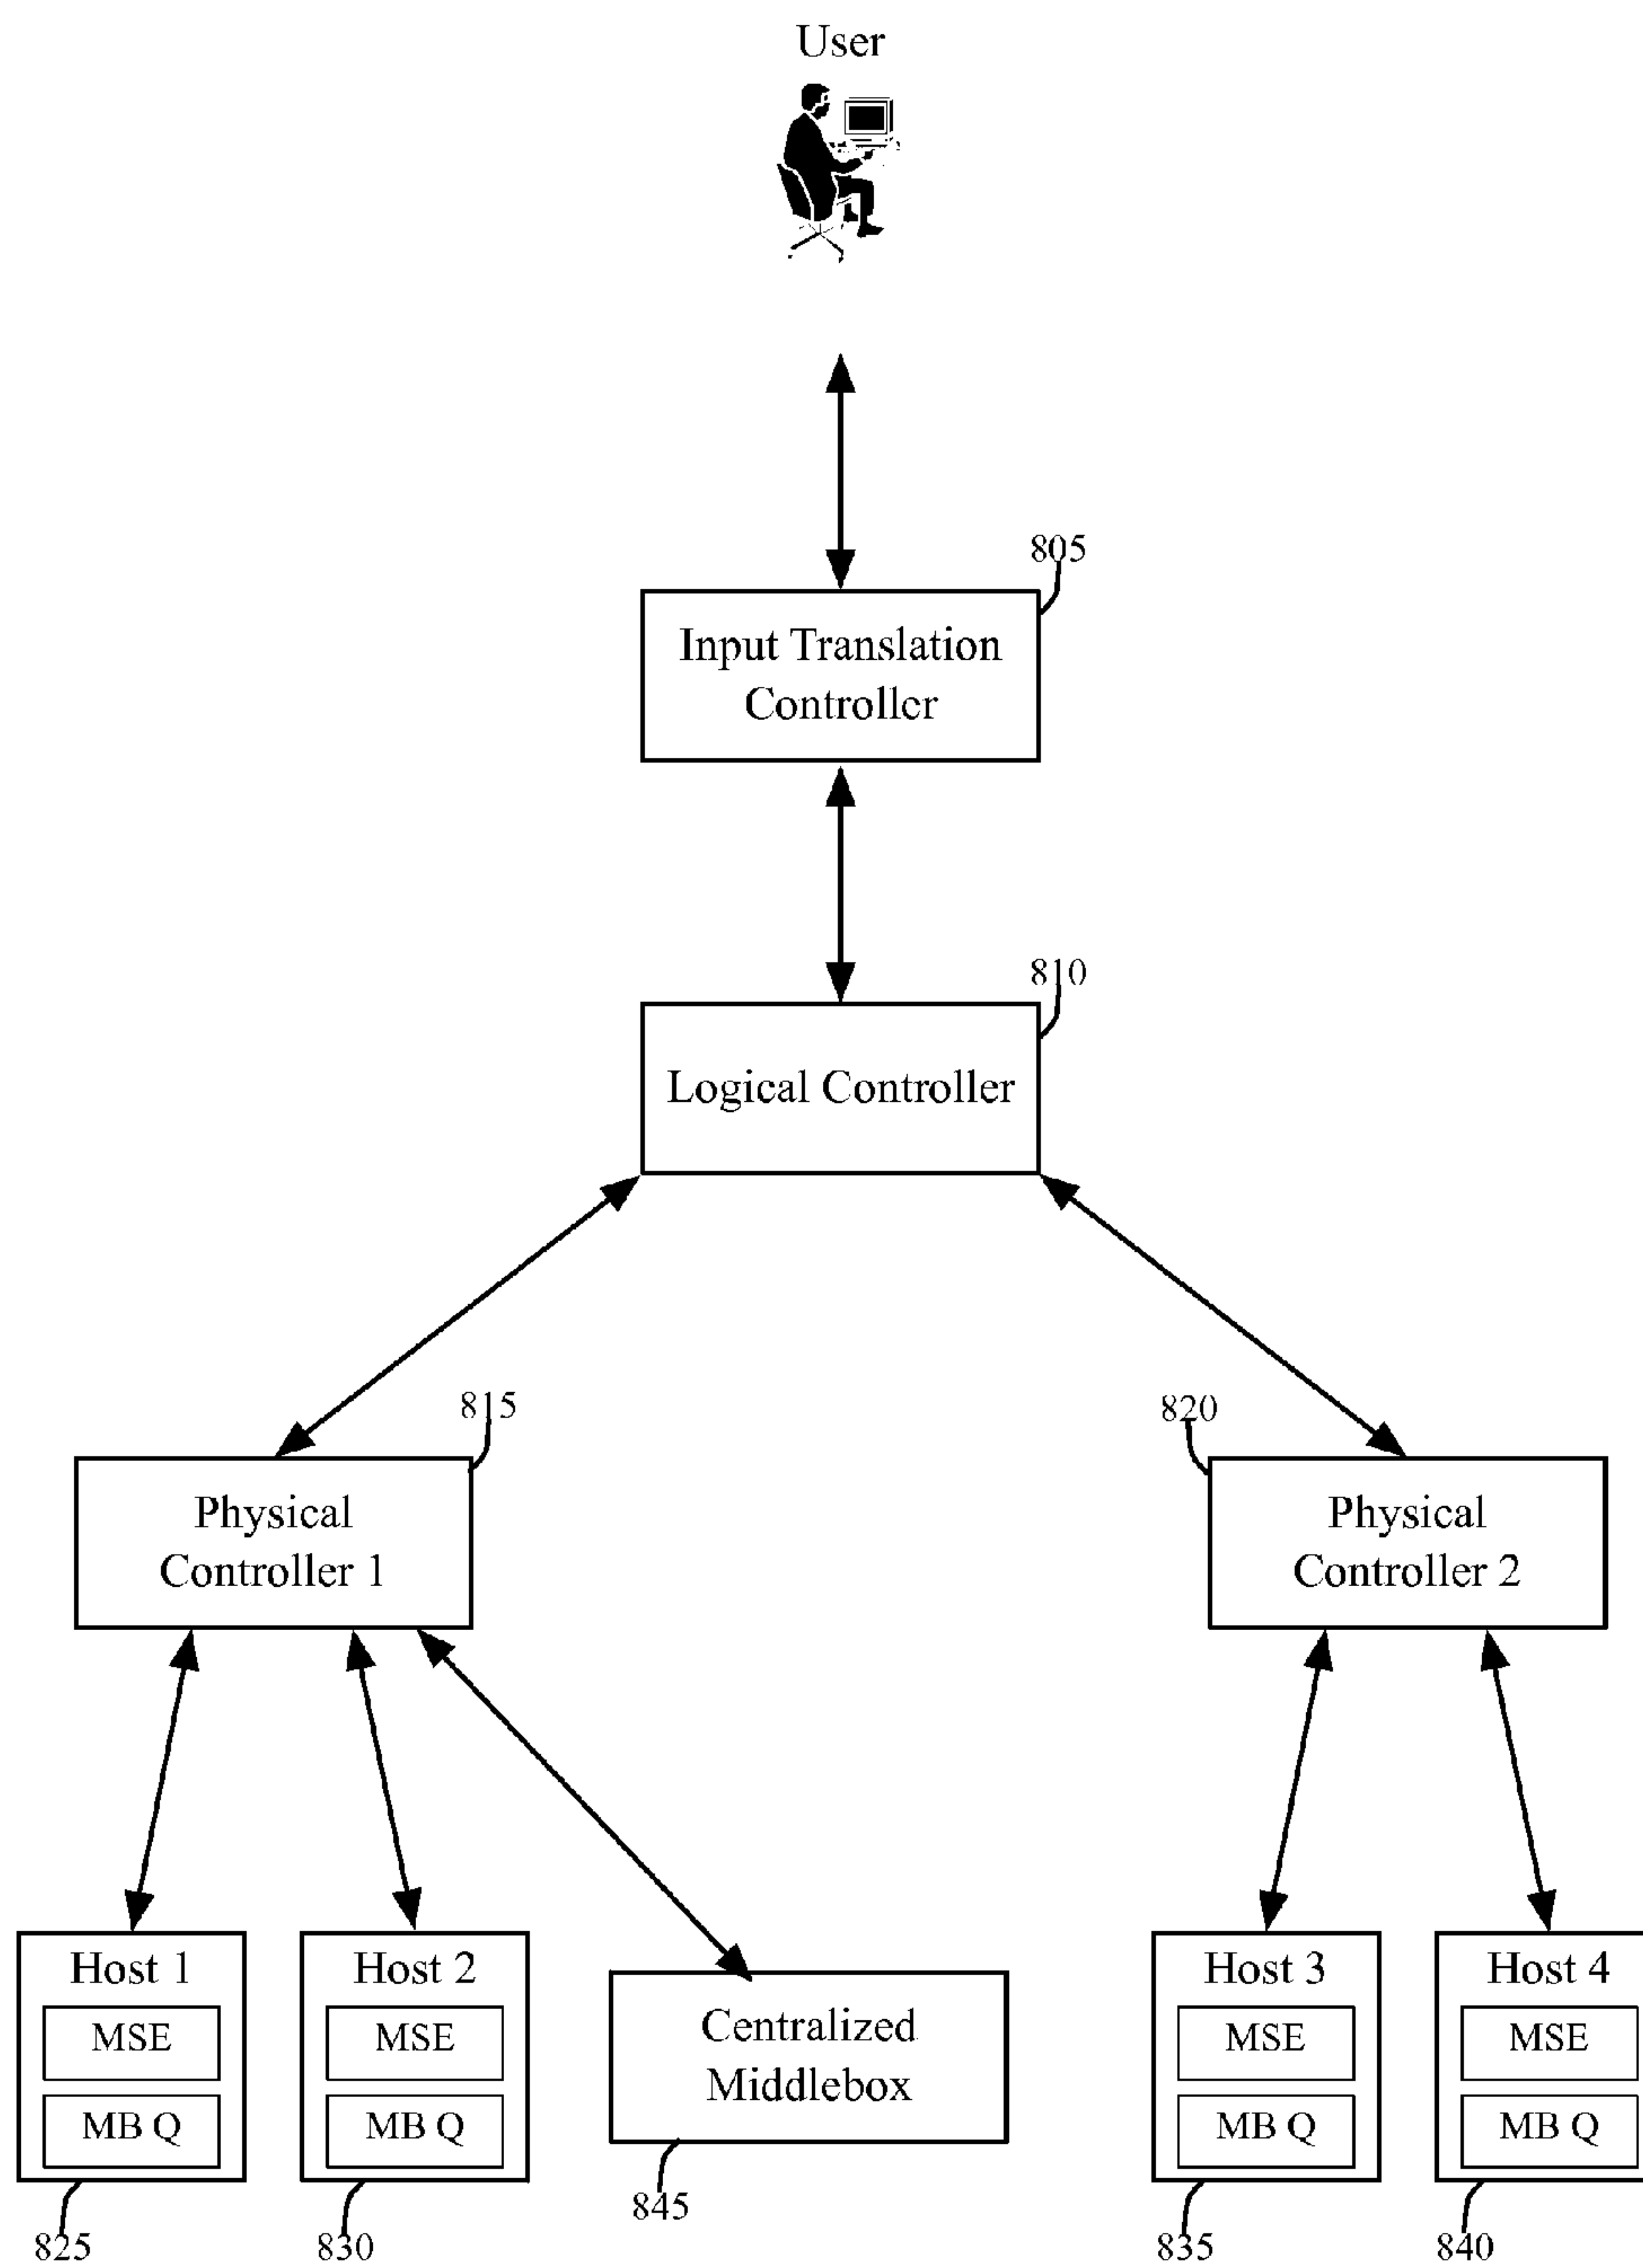 User
805
Input Translation
Controller
810
Logical Controller
815
820
Physical
Controller 1
Physical
Controller 2
Host 1
MSE
MB Q
Host 2
MSE
MB Q
Centralized
Middlebox
Host 3
MSE
MB Q
Host 4
MSE
MB Q
825
830
845
835
840